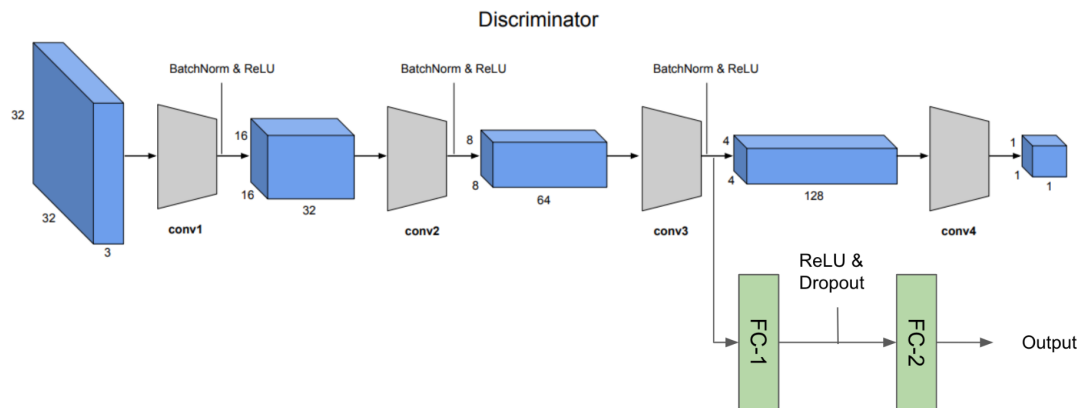 Discriminator
BatchNorm & ReLU
BatchNorm & ReLU
BatchNorm & ReLU
32
32
3
conv1
16
16
32
conv2
8
8
64
conv3
4
4
128
conv4
1
1
1
ReLU &
Dropout
FC-1
FC-2
Output